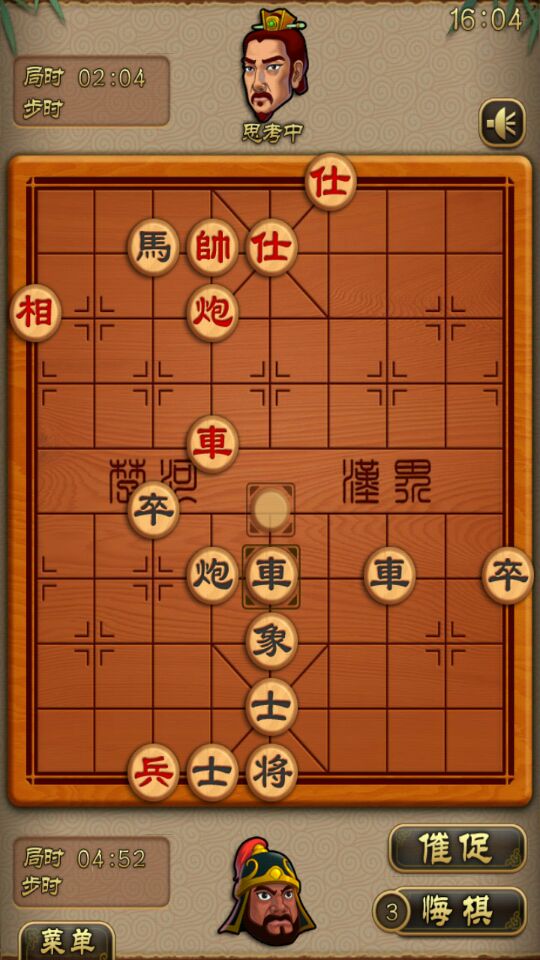 16:04
局时 02:04
步时
思考中
仕
馬 帥 仕
相 炮
車
楚河 漢界
卒
炮 車 車 卒
象
士
兵 士 将
局时 04:52
步时
催促
3 悔棋
菜单